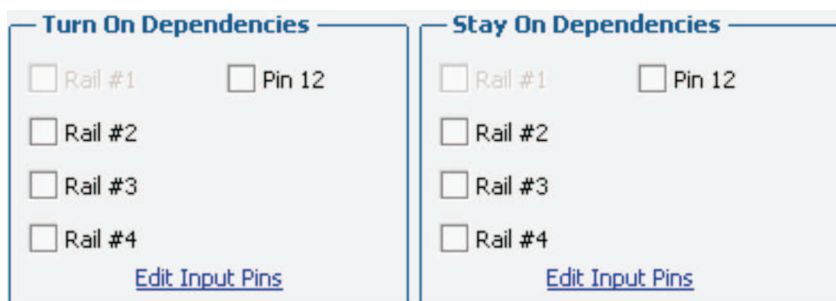 Turn On Dependencies
Rail #1 Pin 12
Rail #2
Rail #3
Rail #4
Edit Input Pins
Stay On Dependencies
Rail #1 Pin 12
Rail #2
Rail #3
Rail #4
Edit Input Pins